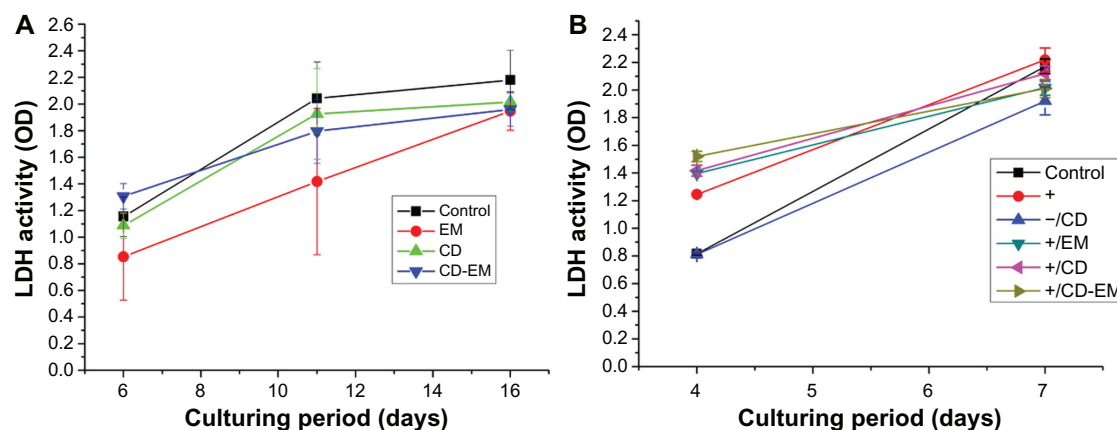 A
LDH activity (OD)
2.6
2.4
2.2
2.0
1.8
1.6
1.4
1.2
1.0
0.8
0.6
0.4
0.2
0.0
6
8
10
12
14
16
Culturing period (days)
Control
EM
CD
CD-EM
B
LDH activity (OD)
2.4
2.2
2.0
1.8
1.6
1.4
1.2
1.0
0.8
0.6
0.4
0.2
0.0
4
5
6
7
Culturing period (days)
Control
+
−/CD
+/EM
+/CD
+/CD-EM